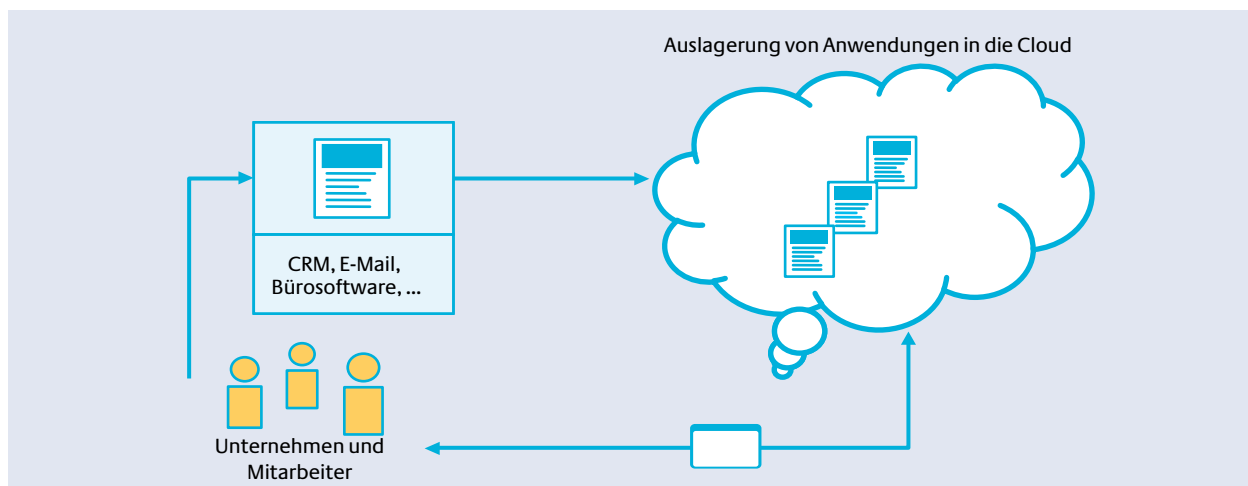 Auslagerung von Anwendungen in die Cloud
CRM, E-Mail,
Bürosoftware, ...
Unternehmen und
Mitarbeiter